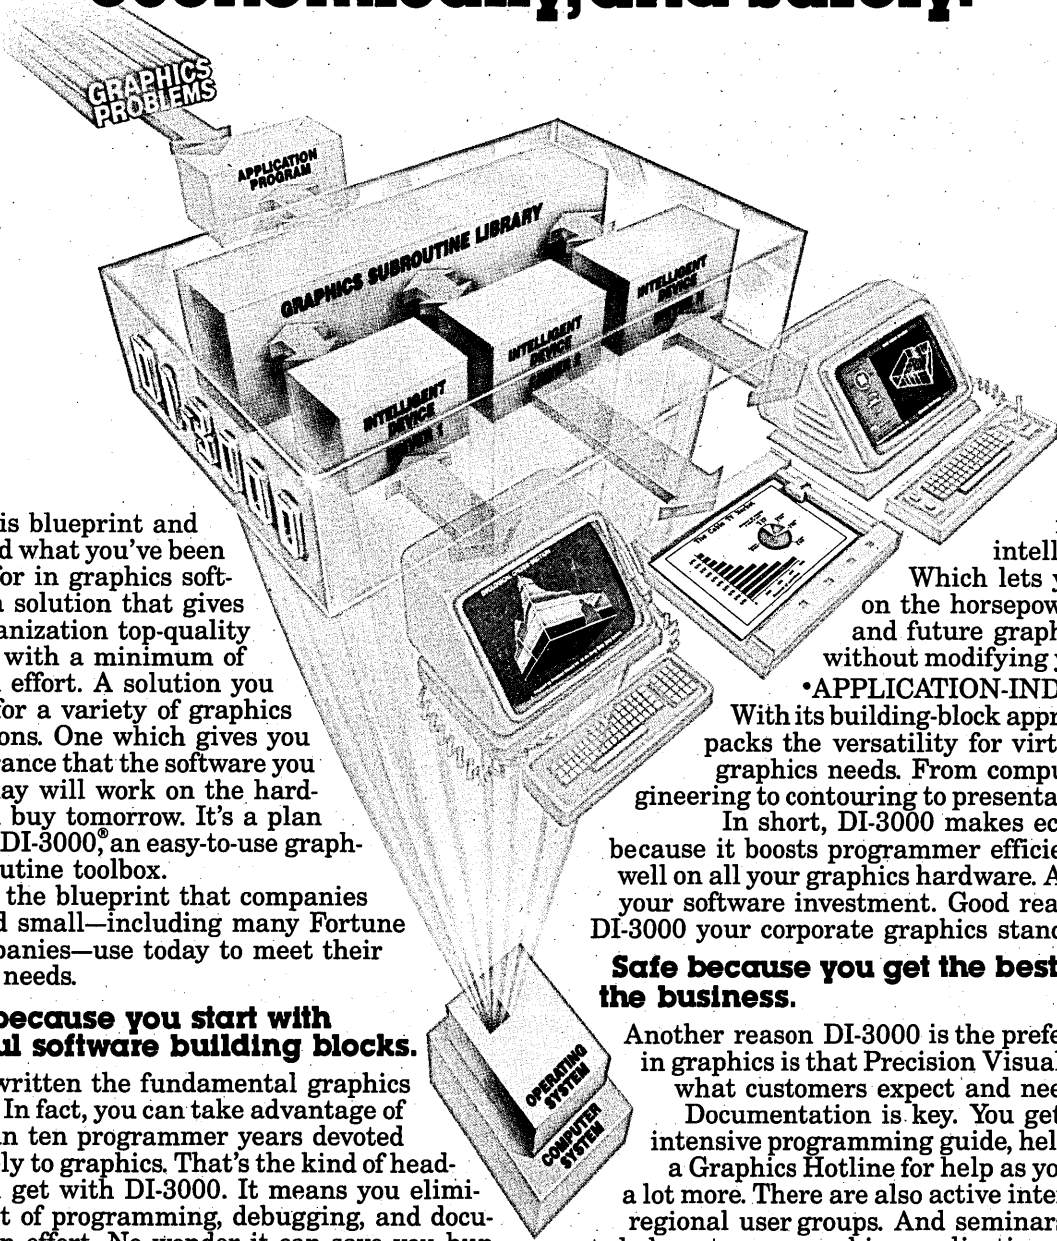 economically, and safely.
GRAPHICS
PROBLEMS
APPLICATION
PROGRAM
GRAPHICS SUBROUTINE LIBRARY
INTELLIGENT
DEVICE
INTELLIGENT
DEVICE
INTELLIGENT
DEVICE
DRIVER 1
DI-3000
The Cable TV Market
is blueprint and
d what you've been
for in graphics soft-
a solution that gives
anization top-quality
with a minimum of
effort. A solution you
for a variety of graphics
ons. One which gives you
rance that the software you
ay will work on the hard-
buy tomorrow. It's a plan
DI-3000,® an easy-to-use graph-
utine toolbox.
the blueprint that companies
d small—including many Fortune
panies—use today to meet their
needs.
because you start with
ul software building blocks.
written the fundamental graphics
In fact, you can take advantage of
an ten programmer years devoted
ly to graphics. That's the kind of head-
get with DI-3000. It means you elimi-
t of programming, debugging, and docu-
n effort. No wonder it can save you hun-
intell
Which lets y
on the horsepow
and future graph
without modifying y
•APPLICATION-IND
With its building-block appr
packs the versatility for virt
graphics needs. From compu
gineering to contouring to presenta
In short, DI-3000 makes ec
because it boosts programmer efficie
well on all your graphics hardware. A
your software investment. Good rea
DI-3000 your corporate graphics stand
Safe because you get the best
the business.
Another reason DI-3000 is the prefe
in graphics is that Precision Visual
what customers expect and nee
Documentation is key. You get
intensive programming guide, hel
a Graphics Hotline for help as yo
a lot more. There are also active inte
regional user groups. And seminars
OPERATING
SYSTEM
COMPUTER
SYSTEM